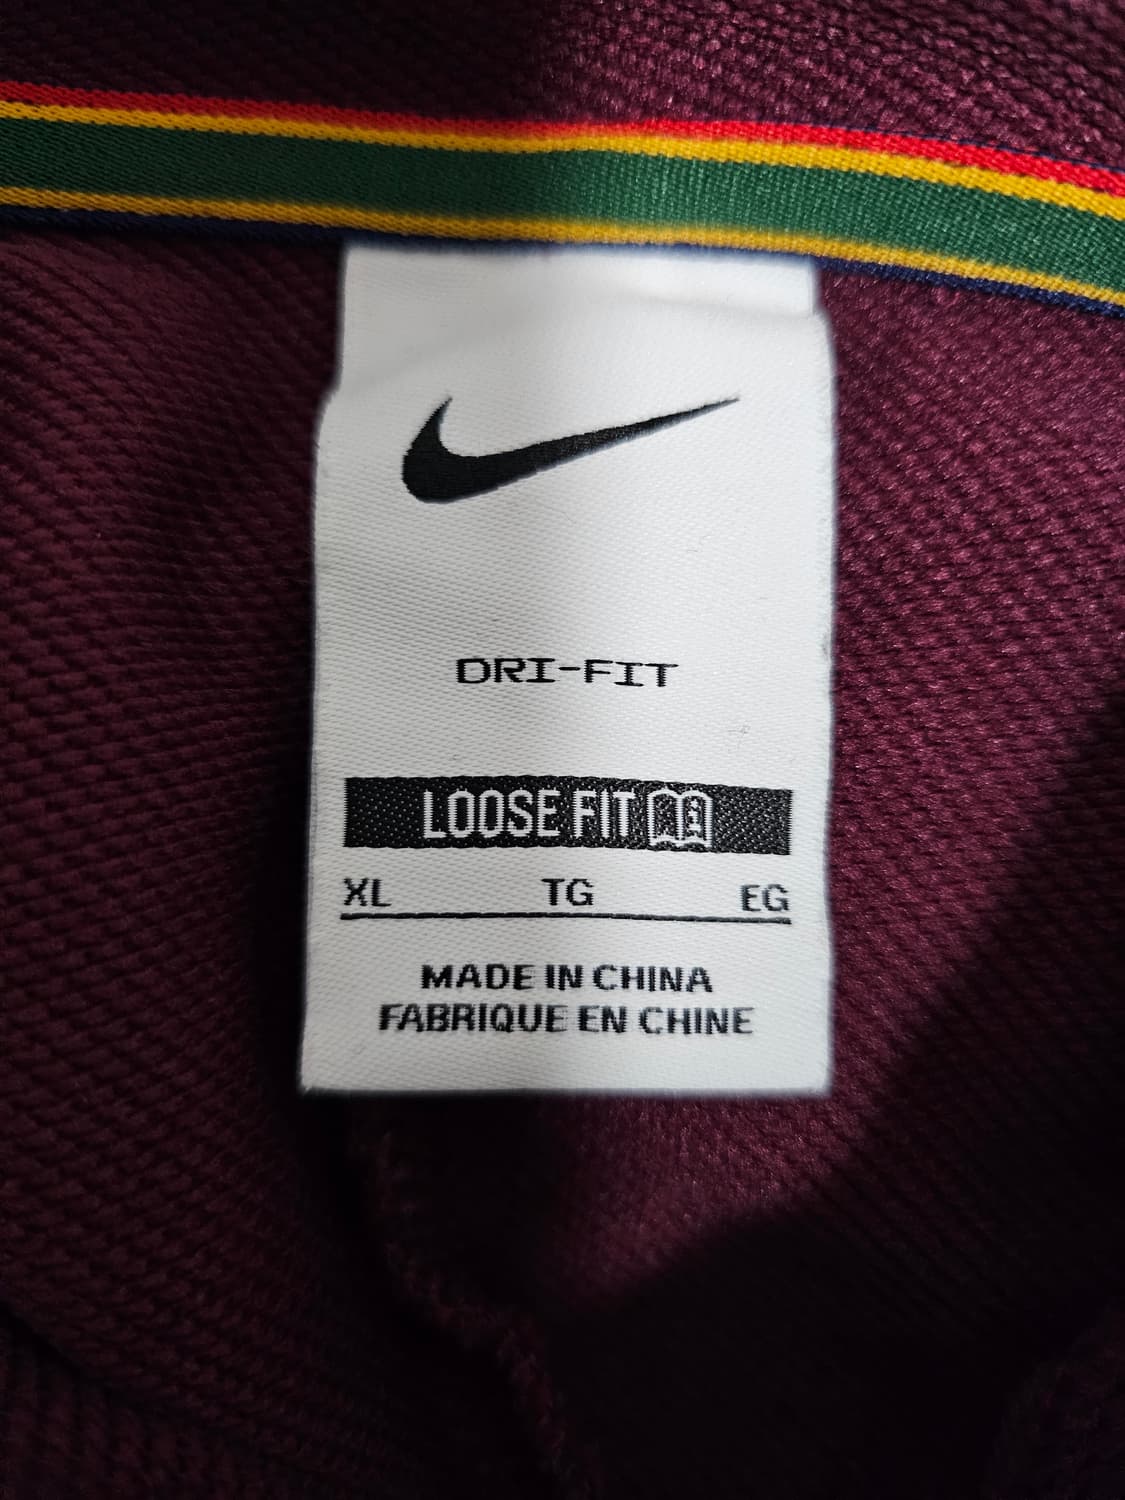 DRI-FIT
LOOSE FIT
XL TG EG
MADE IN CHINA
FABRIQUE EN CHINE